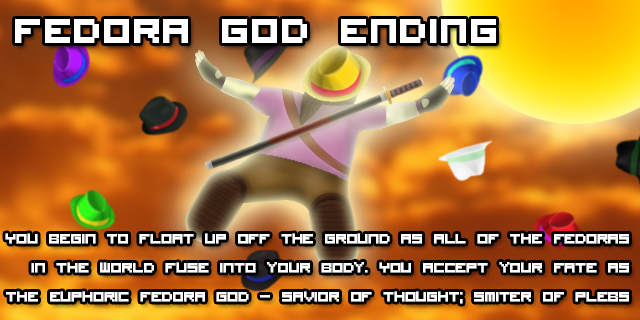 FEDORA GOD ENDING
YOU BEGIN TO FLOAT UP OFF THE GROUND AS ALL OF THE FEDORAS
IN THE WORLD FUSE INTO YOUR BODY. YOU ACCEPT YOUR FATE AS
THE EUPHORIC FEDORA GOD - SAVIOR OF THOUGHT; SMITER OF PLEBS